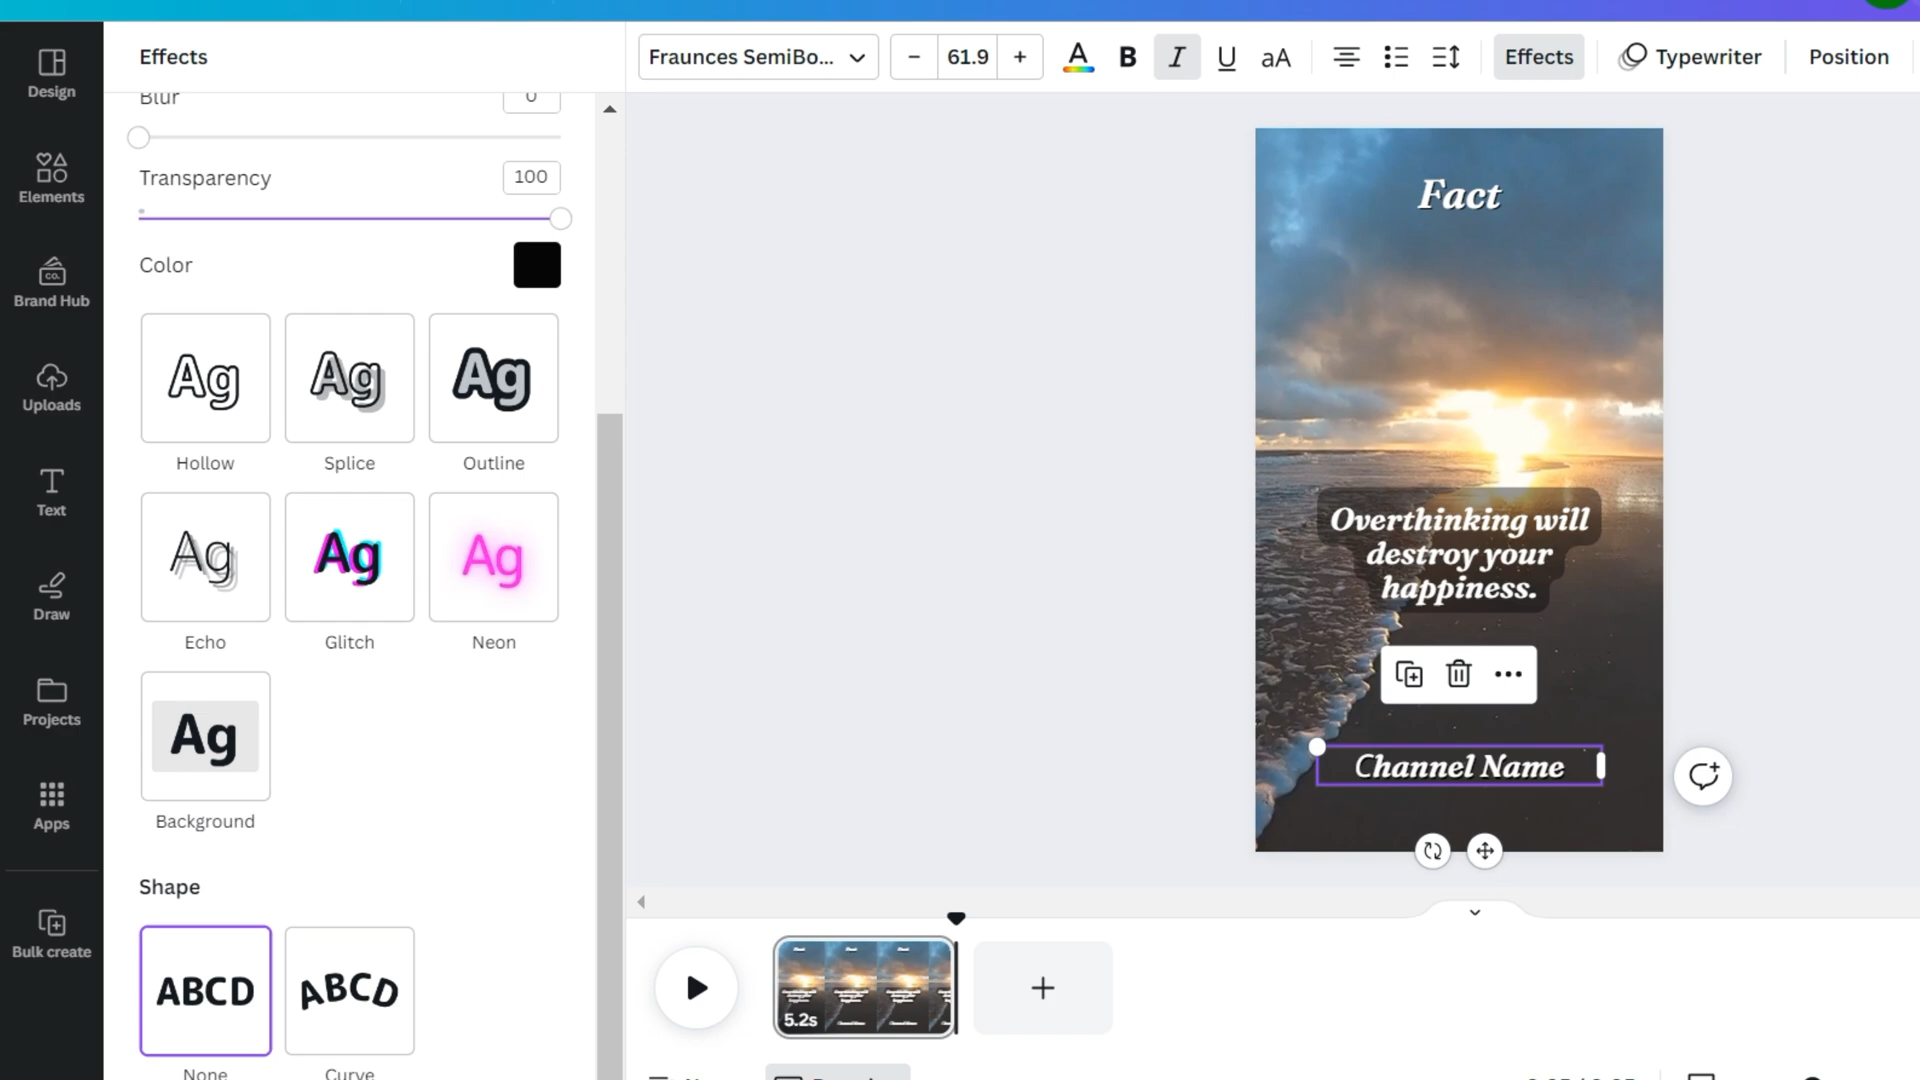 Design
Elements
CO.
Brand Hub
Uploads
Text
Draw
Projects
Apps
Bulk create
Effects
Blur
0
Transparency
100
Color
Ag
Ag
Ag
Hollow
Splice
Outline
Ag
Ag
Ag
Echo
Glitch
Neon
Ag
Background
Shape
ABCD
ABCD
None
Curve
Fraunces SemiBo...
61.9
A
B
I
U
aA
Effects
Typewriter
Position
Fact
Overthinking will
destroy your
happiness.
Channel Name
5.2s